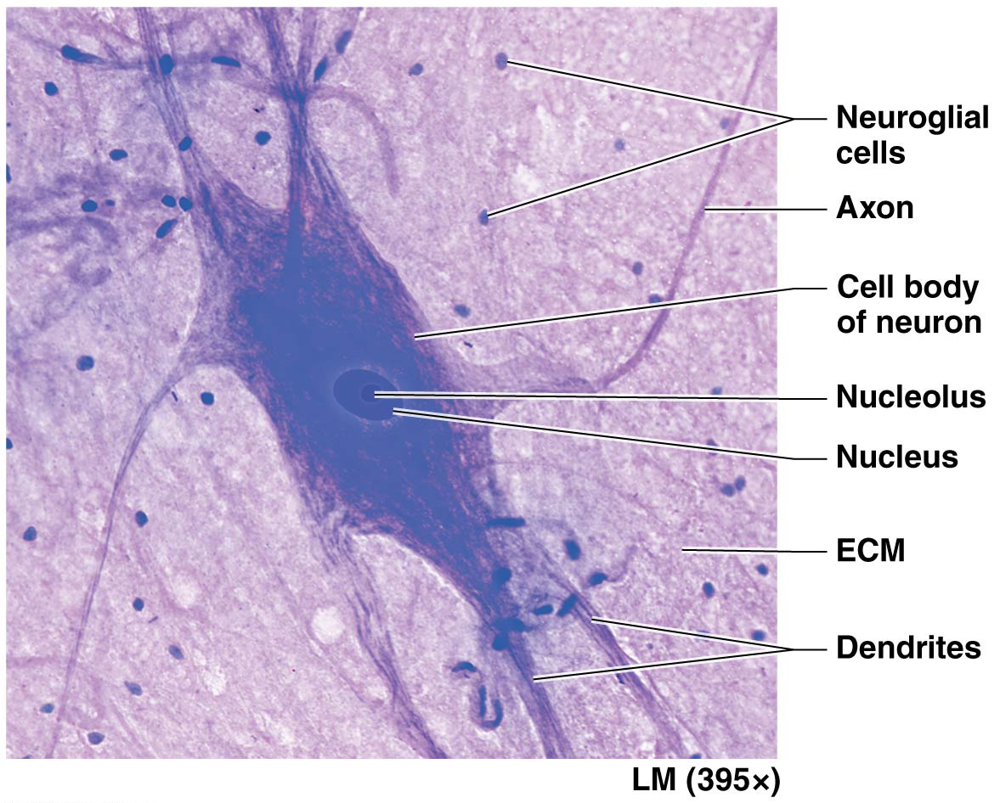 Neuroglial
cells
Axon
Cell body
of neuron
Nucleolus
Nucleus
ECM
Dendrites
LM (395×)